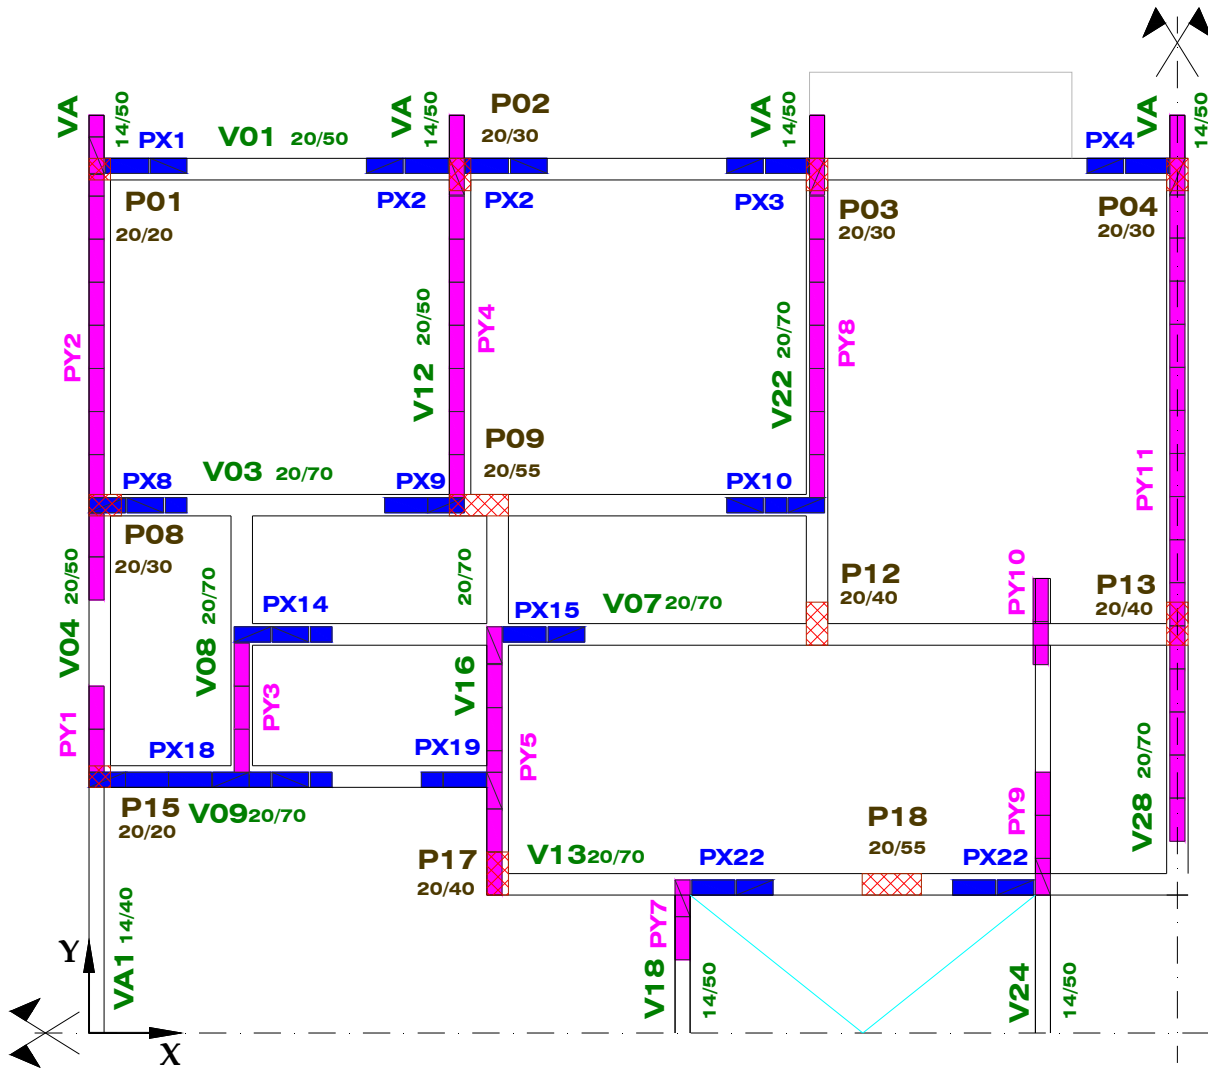 VA 14/50
VA 14/50
P02
20/30
VA 14/50
VA 14/50
PX1
V01 20/50
PX4
P01
20/20
PX2
PX2
PX3
P03
20/30
P04
20/30
PY2
V12 20/50
PY4
V22 20/70
PY8
PY11
P09
20/55
V03 20/70
PX8
PX9
PX10
P08
20/30
V04 20/50
V08 20/70
20/70
PX14
PX15
V07 20/70
P12
20/40
PY10
P13
20/40
PY1
PY3
V16
PY5
PX18
PX19
PY9
V28 20/70
P15
20/20
V09 20/70
P18
20/55
P17
20/40
V13 20/70
PX22
PX22
PY7
VA1 14/40
V18 14/50
V24 14/50
Y
X